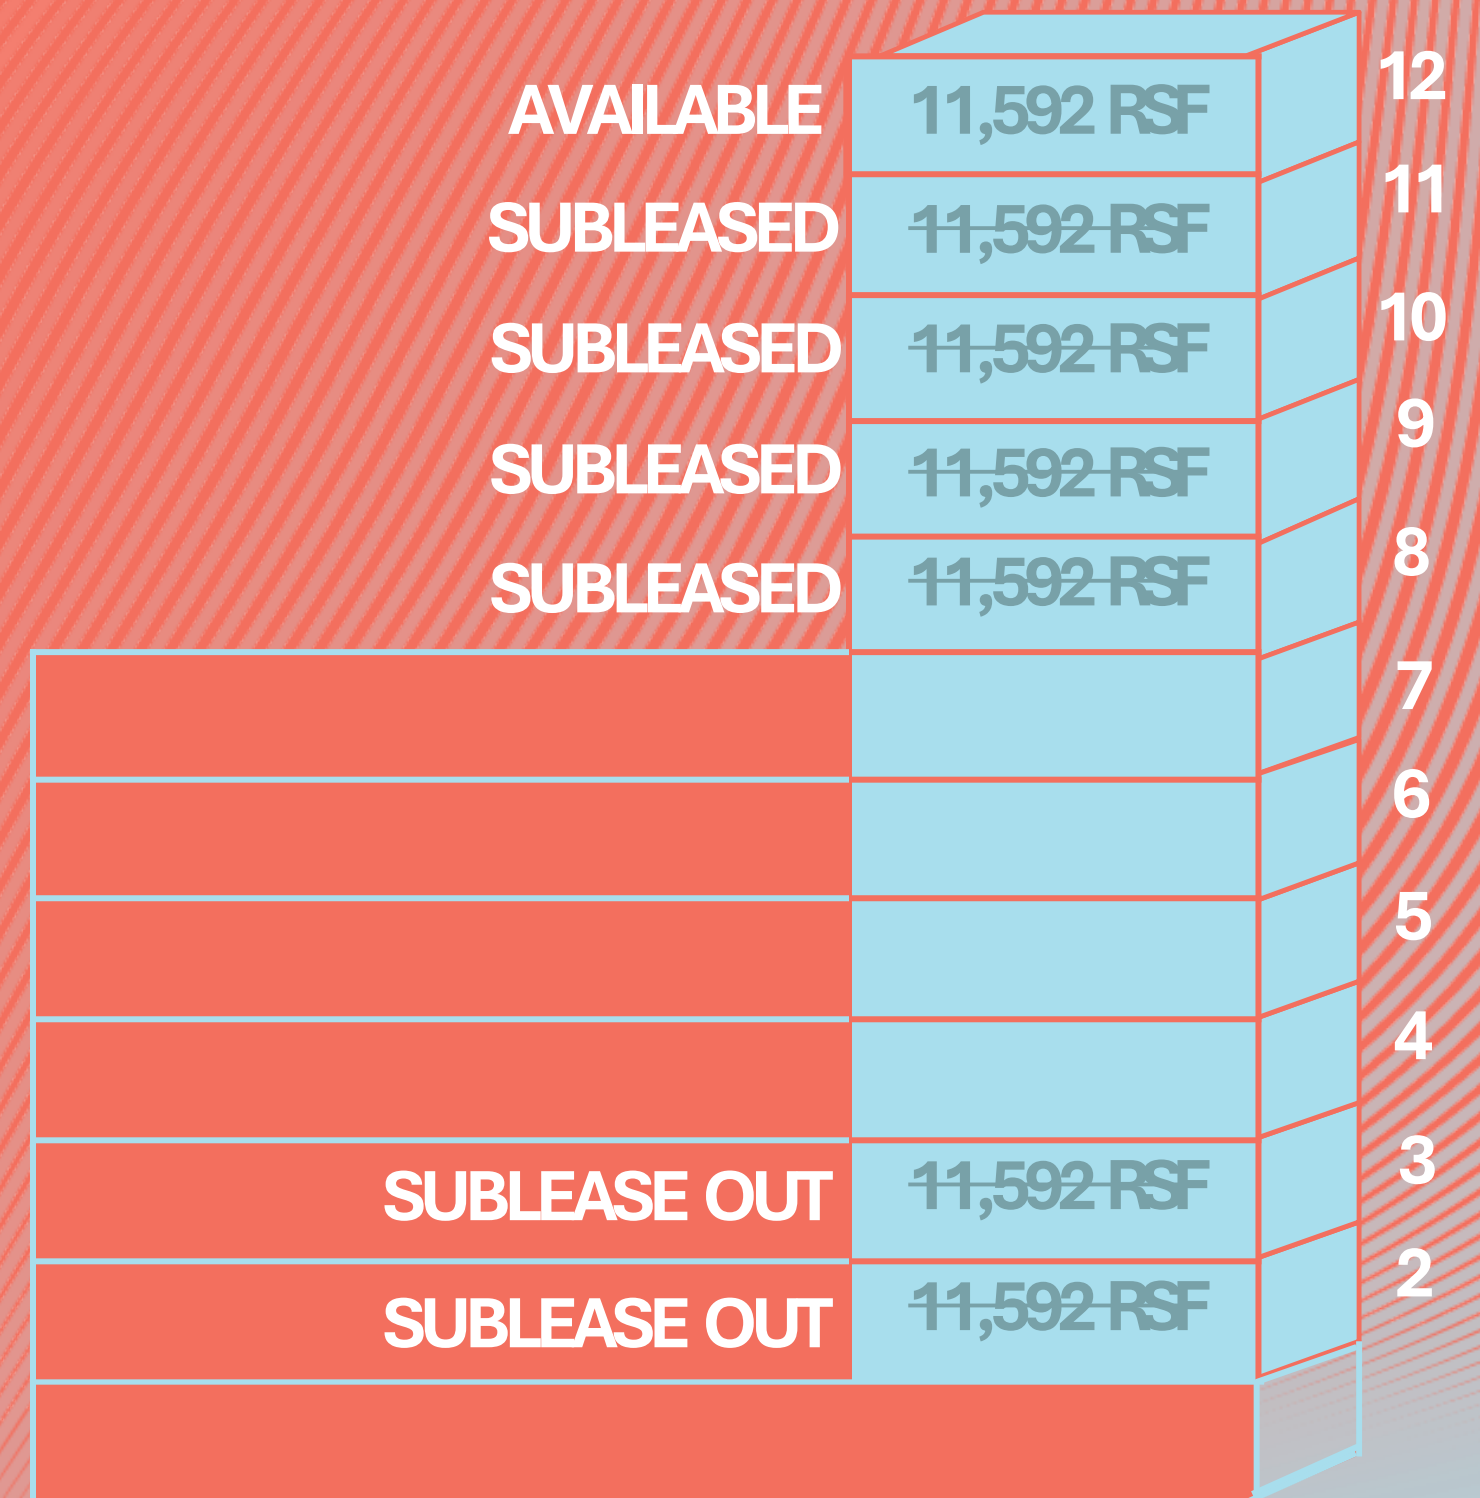 AVAILABLE 11,592 RSF 12
SUBLEASED 11,592 RSF 11
SUBLEASED 11,592 RSF 10
SUBLEASED 11,592 RSF 9
SUBLEASED 11,592 RSF 8
7
6
5
4
SUBLEASE OUT 11,592 RSF 3
SUBLEASE OUT 11,592 RSF 2